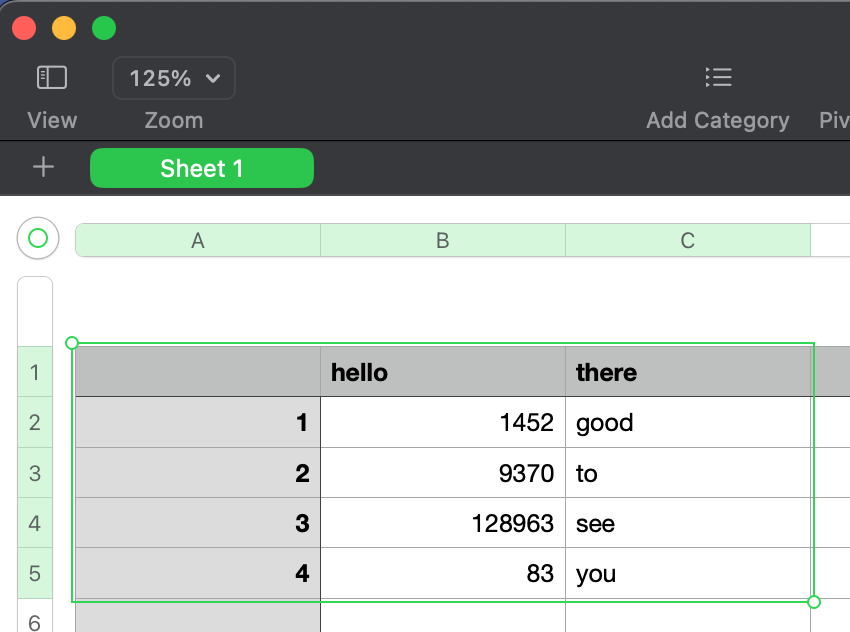 125%
View Zoom Add Category Piv
Sheet 1
A B C
1 hello there
2 1 1452 good
3 2 9370 to
4 3 128963 see
5 4 83 you
6